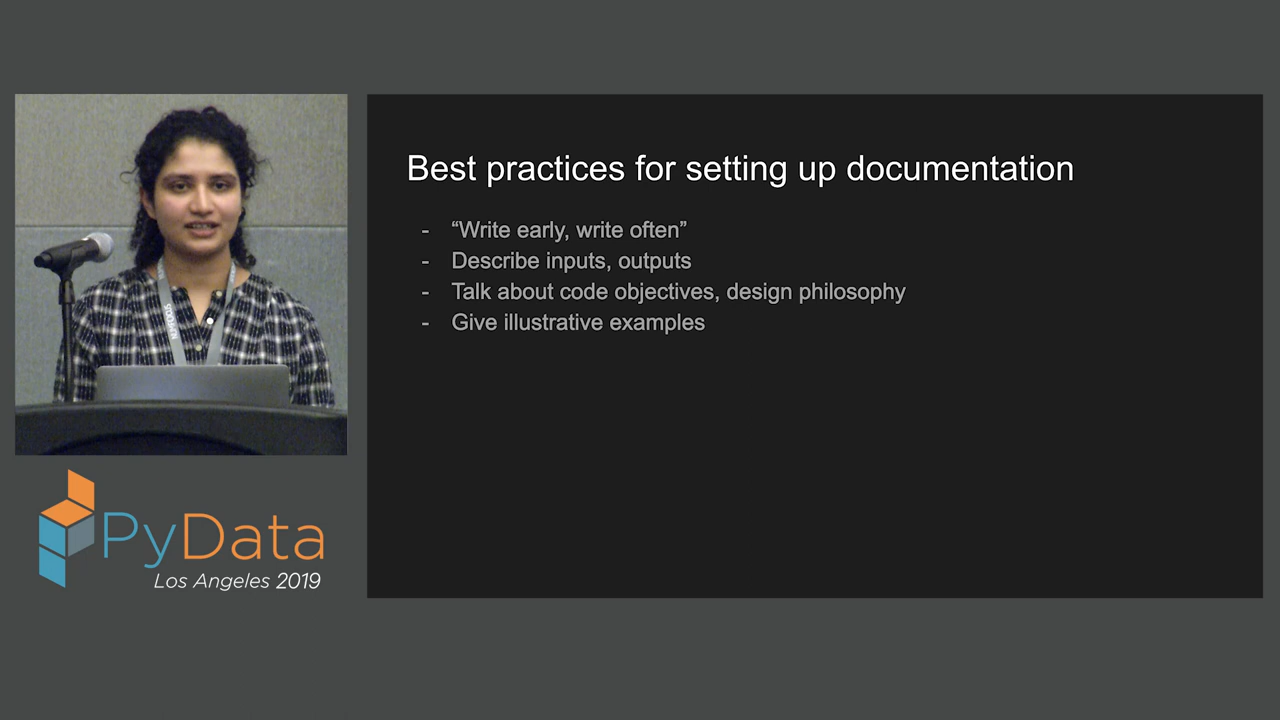 Best practices for setting up documentation
- “Write early, write often”
- Describe inputs, outputs
- Talk about code objectives, design philosophy
- Give illustrative examples
PyData
Los Angeles 2019